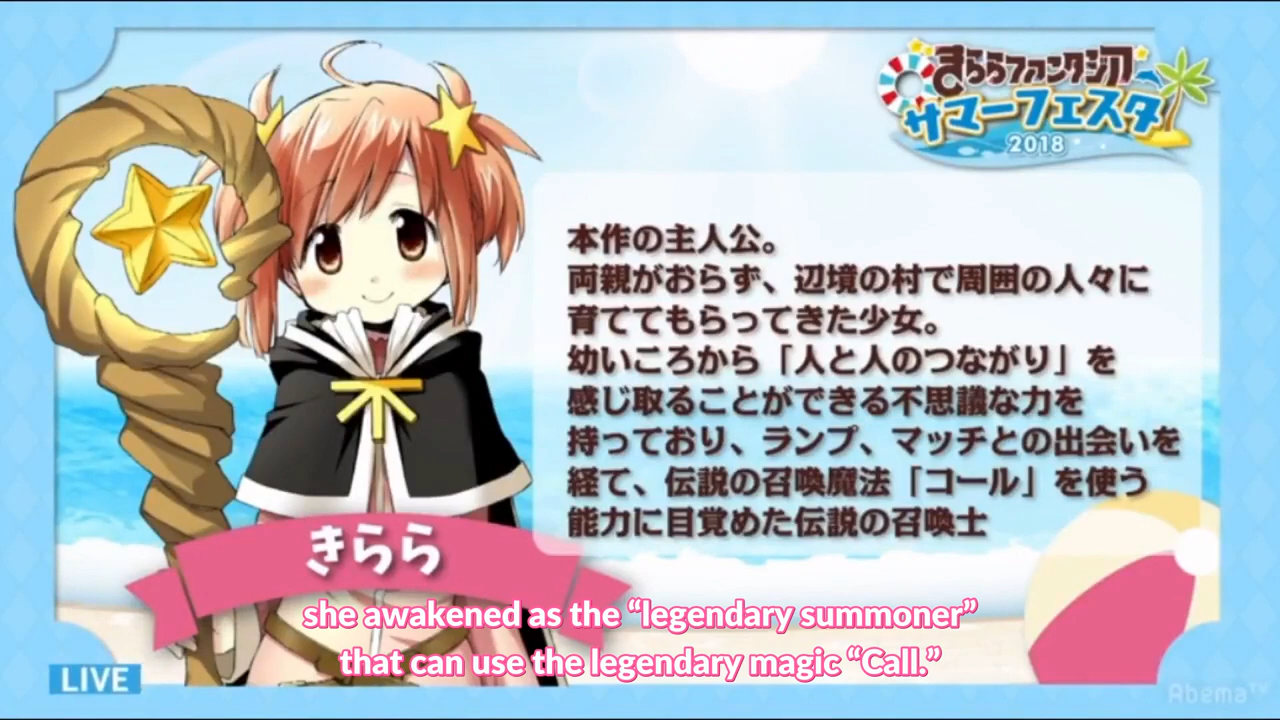 きららファンタジア
サマーフェスタ
2018
本作の主人公。
両親がおらず、辺境の村で周囲の人々に
育ててもらってきた少女。
幼いころから「人と人のつながり」を
感じ取ることができる不思議な力を
持っており、ランプ、マッチとの出会いを
経て、伝説の召喚魔法「コール」を使う
能力に目覚めた伝説の召喚士
きらら
she awakened as the “legendary summoner”
that can use the legendary magic “Call.”
LIVE
AbemaTV